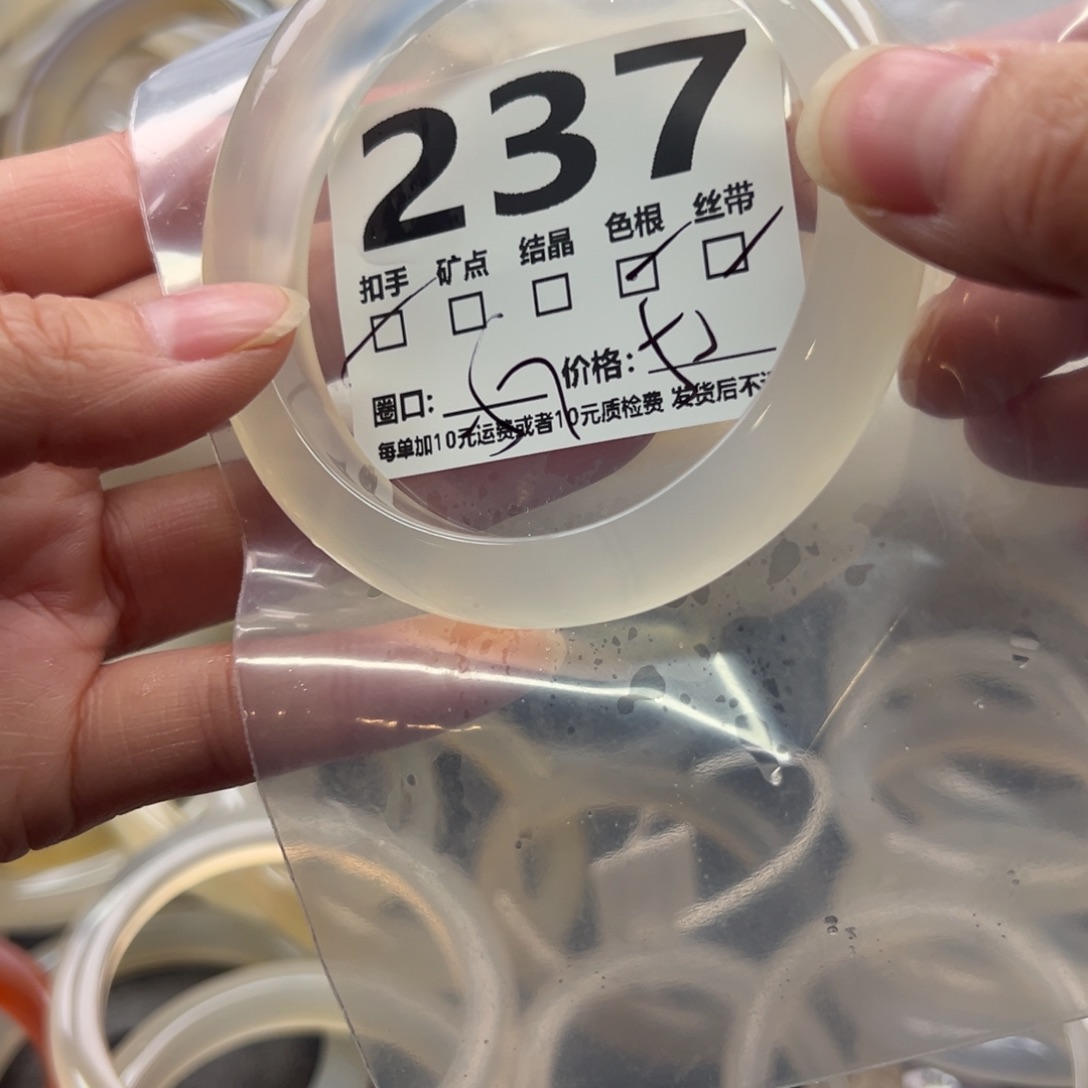 237
扣手 矿点 结晶 色根 丝带
圈口: 价格:
每单加10元运费或者10元质检费 发货后不